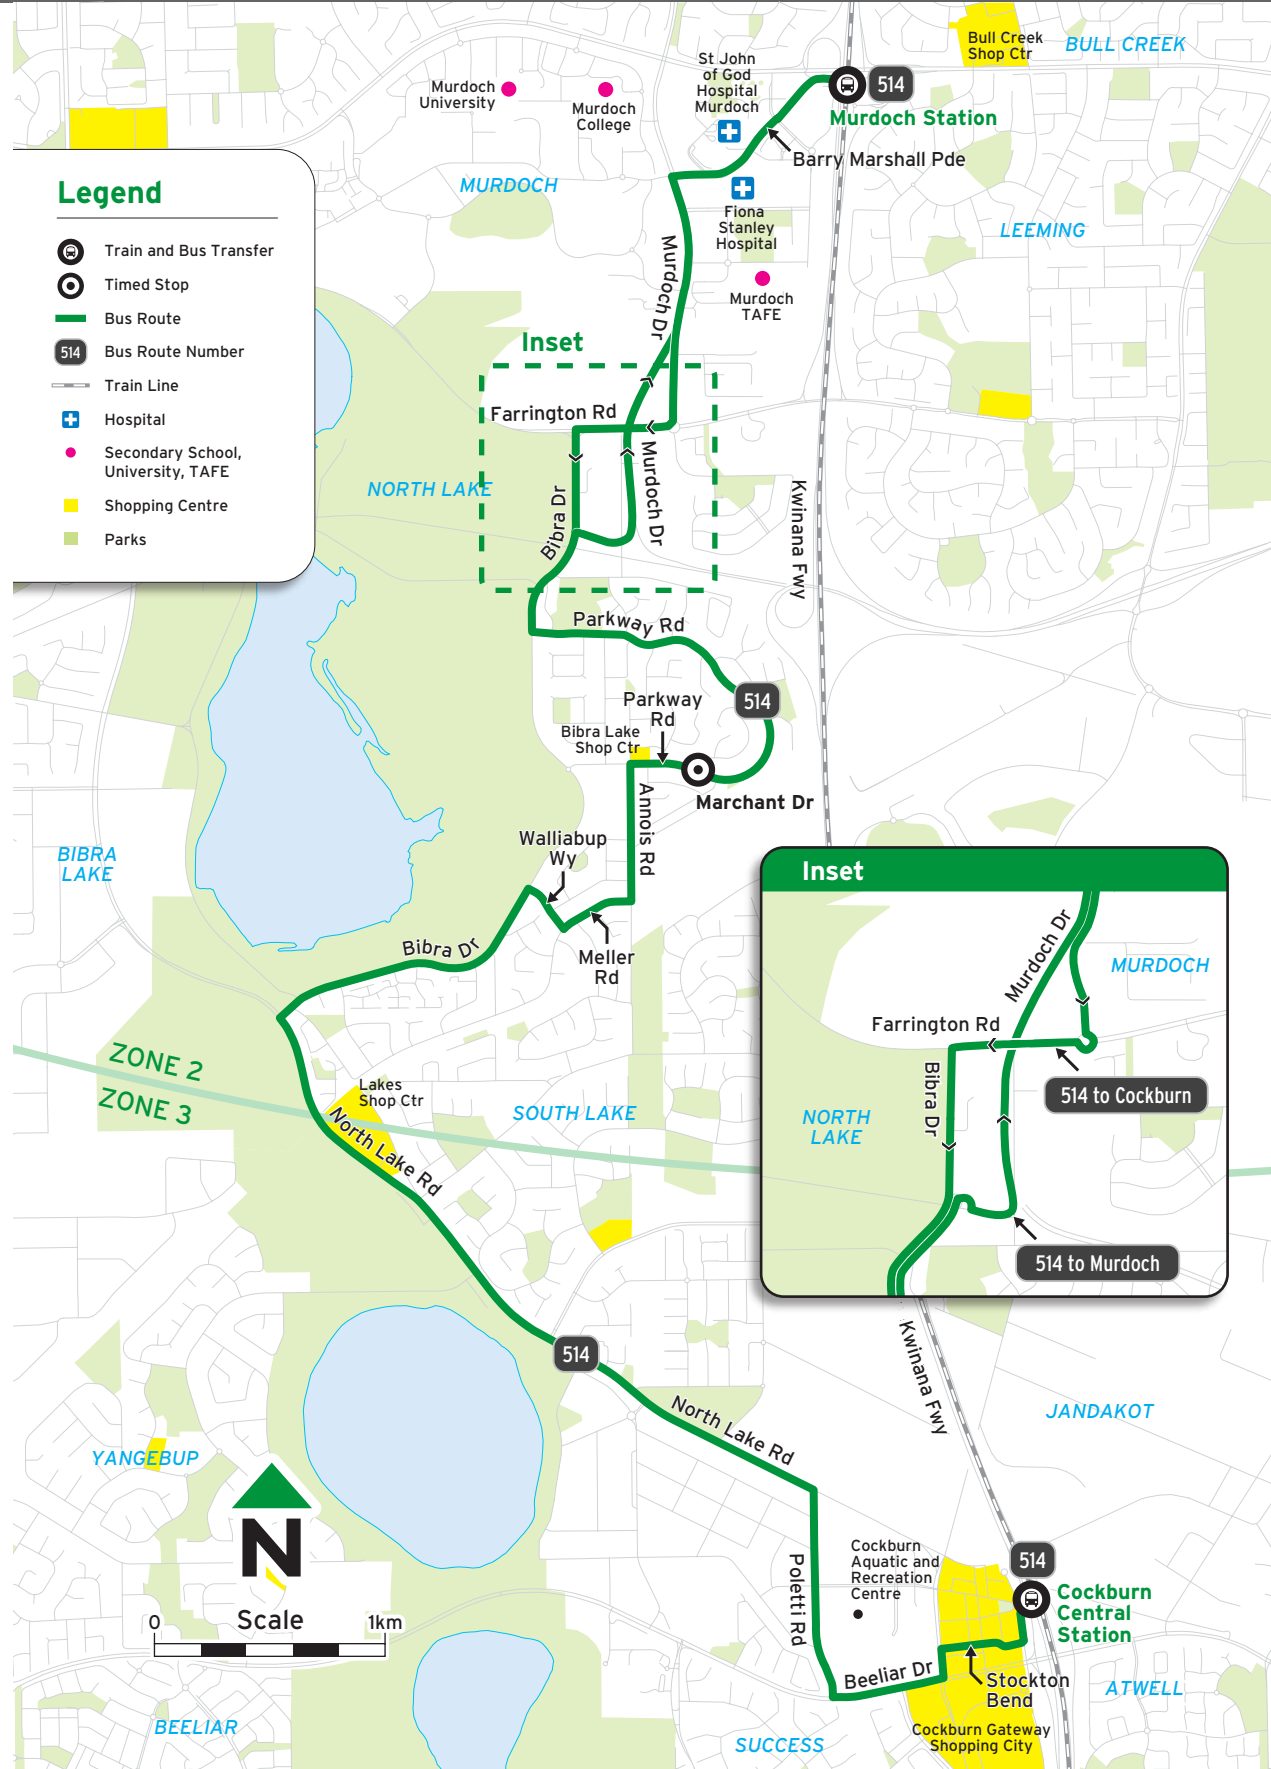 Bull Creek
Shop Ctr
BULL CREEK
St John
of God
Hospital
Murdoch
514
Murdoch Station
Murdoch
University
Murdoch
College
Barry Marshall Pde
MURDOCH
Fiona
Stanley
Hospital
LEEMING
Murdoch
TAFE
Murdoch Dr
Legend
Train and Bus Transfer
Timed Stop
Bus Route
514
Bus Route Number
Train Line
Hospital
Secondary School,
University, TAFE
Shopping Centre
Parks
Inset
Farrington Rd
Murdoch Dr
NORTH LAKE
Bibra Dr
Kwinana Fwy
Parkway Rd
514
Parkway
Rd
Bibra Lake
Shop Ctr
Marchant Dr
Annois Rd
Walliabup
Wy
BIBRA
LAKE
Bibra Dr
Meller
Rd
Inset
Murdoch Dr
MURDOCH
Farrington Rd
Bibra Dr
514 to Cockburn
NORTH
LAKE
514 to Murdoch
ZONE 2
ZONE 3
Lakes
Shop Ctr
SOUTH LAKE
North Lake Rd
514
Kwinana Fwy
North Lake Rd
JANDAKOT
YANGEBUP
N
Scale
0
1km
Poletti Rd
Cockburn
Aquatic and
Recreation
Centre
514
Cockburn
Central
Station
Beeliar Dr
Stockton
Bend
ATWELL
Cockburn Gateway
Shopping City
BEELIAR
SUCCESS